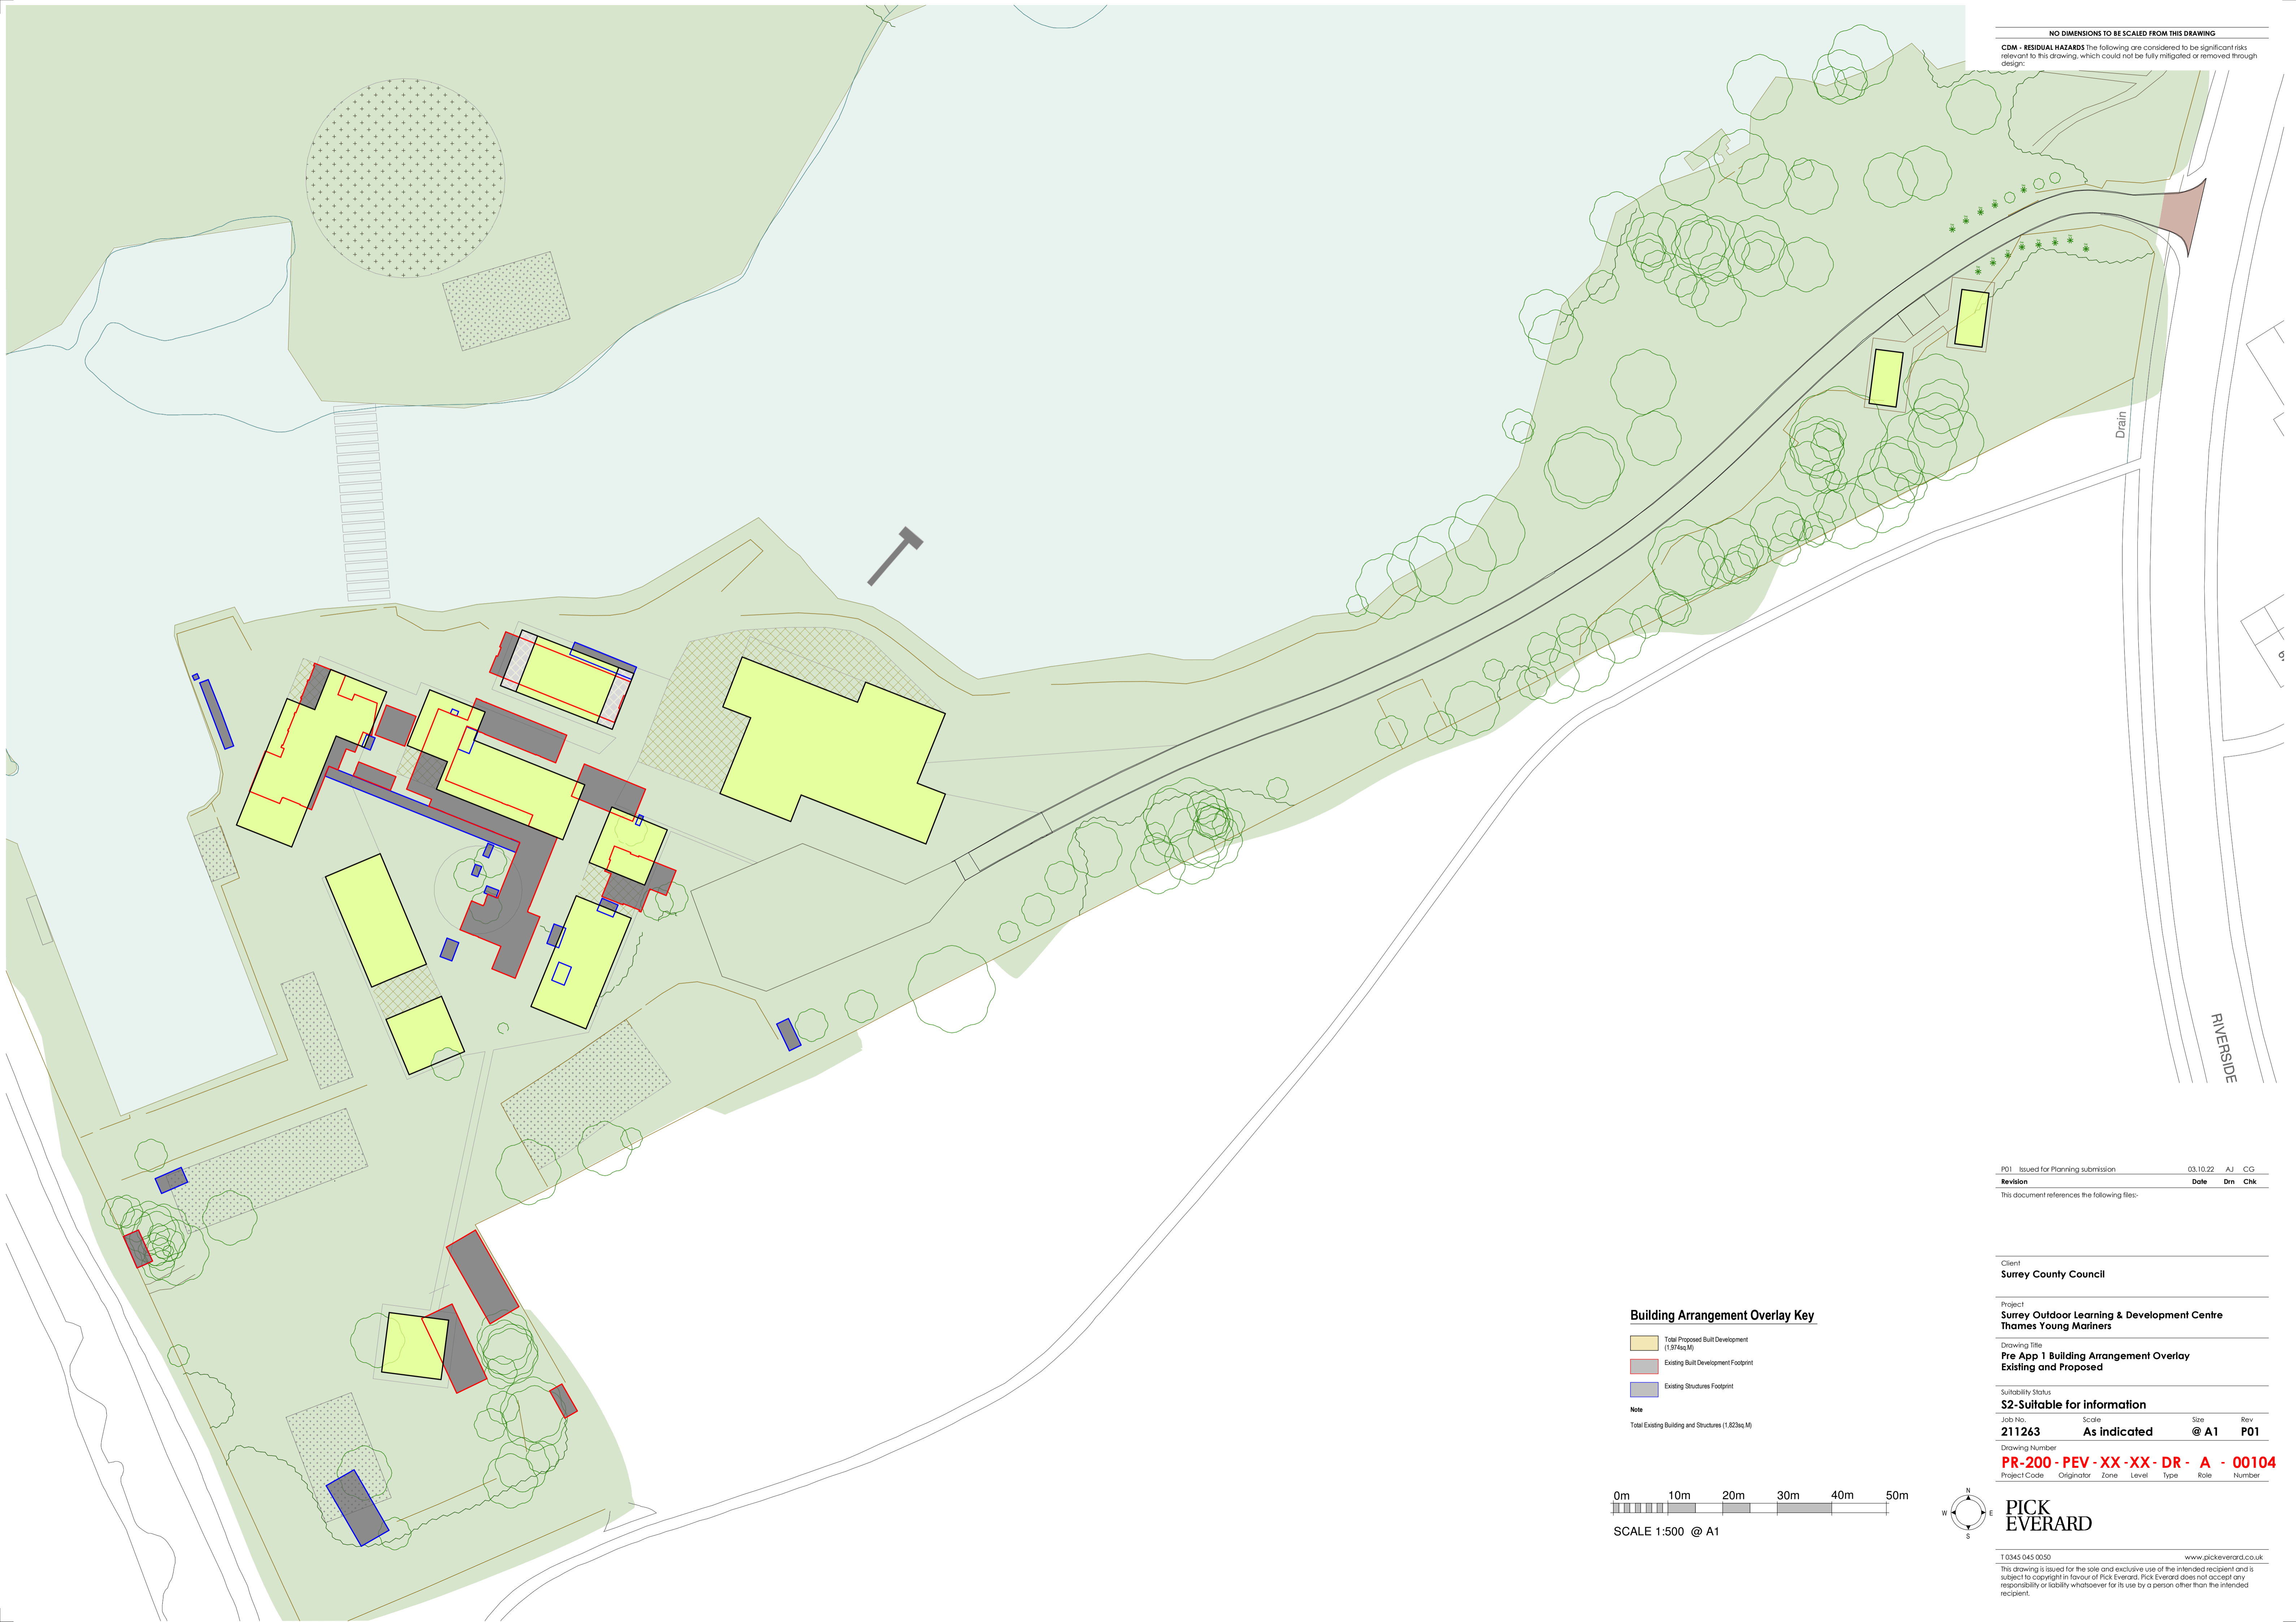 NO DIMENSIONS TO BE SCALED FROM THIS DRAWING
CDM - RESIDUAL HAZARDS The following are considered to be significant risks
relevant to this drawing, which could not be fully mitigated or removed through
design:
Drain
RIVERSIDE
P01 Issued for Planning submission 03.10.22 AJ CG
Revision Date Drn Chk
This document references the following files:-
Client
Surrey County Council
Project
Surrey Outdoor Learning & Development Centre
Thames Young Mariners
Drawing Title
Pre App 1 Building Arrangement Overlay
Existing and Proposed
Suitability Status
S2-Suitable for information
Job No. Scale Size Rev
211263 As indicated @ A1 P01
Drawing Number
PR-200 - PEV - XX - XX - DR - A - 00104
Project Code Originator Zone Level Type Role Number
Building Arrangement Overlay Key
Total Proposed Built Development
(1,974sq.M)
Existing Built Development Footprint
Existing Structures Footprint
Note
Total Existing Building and Structures (1,823sq.M)
0m 10m 20m 30m 40m 50m
SCALE 1:500 @ A1
N
W E
S
PICK
EVERARD
T 0345 045 0050 www.pickeverard.co.uk
This drawing is issued for the sole and exclusive use of the intended recipient and is
subject to copyright in favour of Pick Everard. Pick Everard does not accept any
responsibility or liability whatsoever for its use by a person other than the intended
recipient.